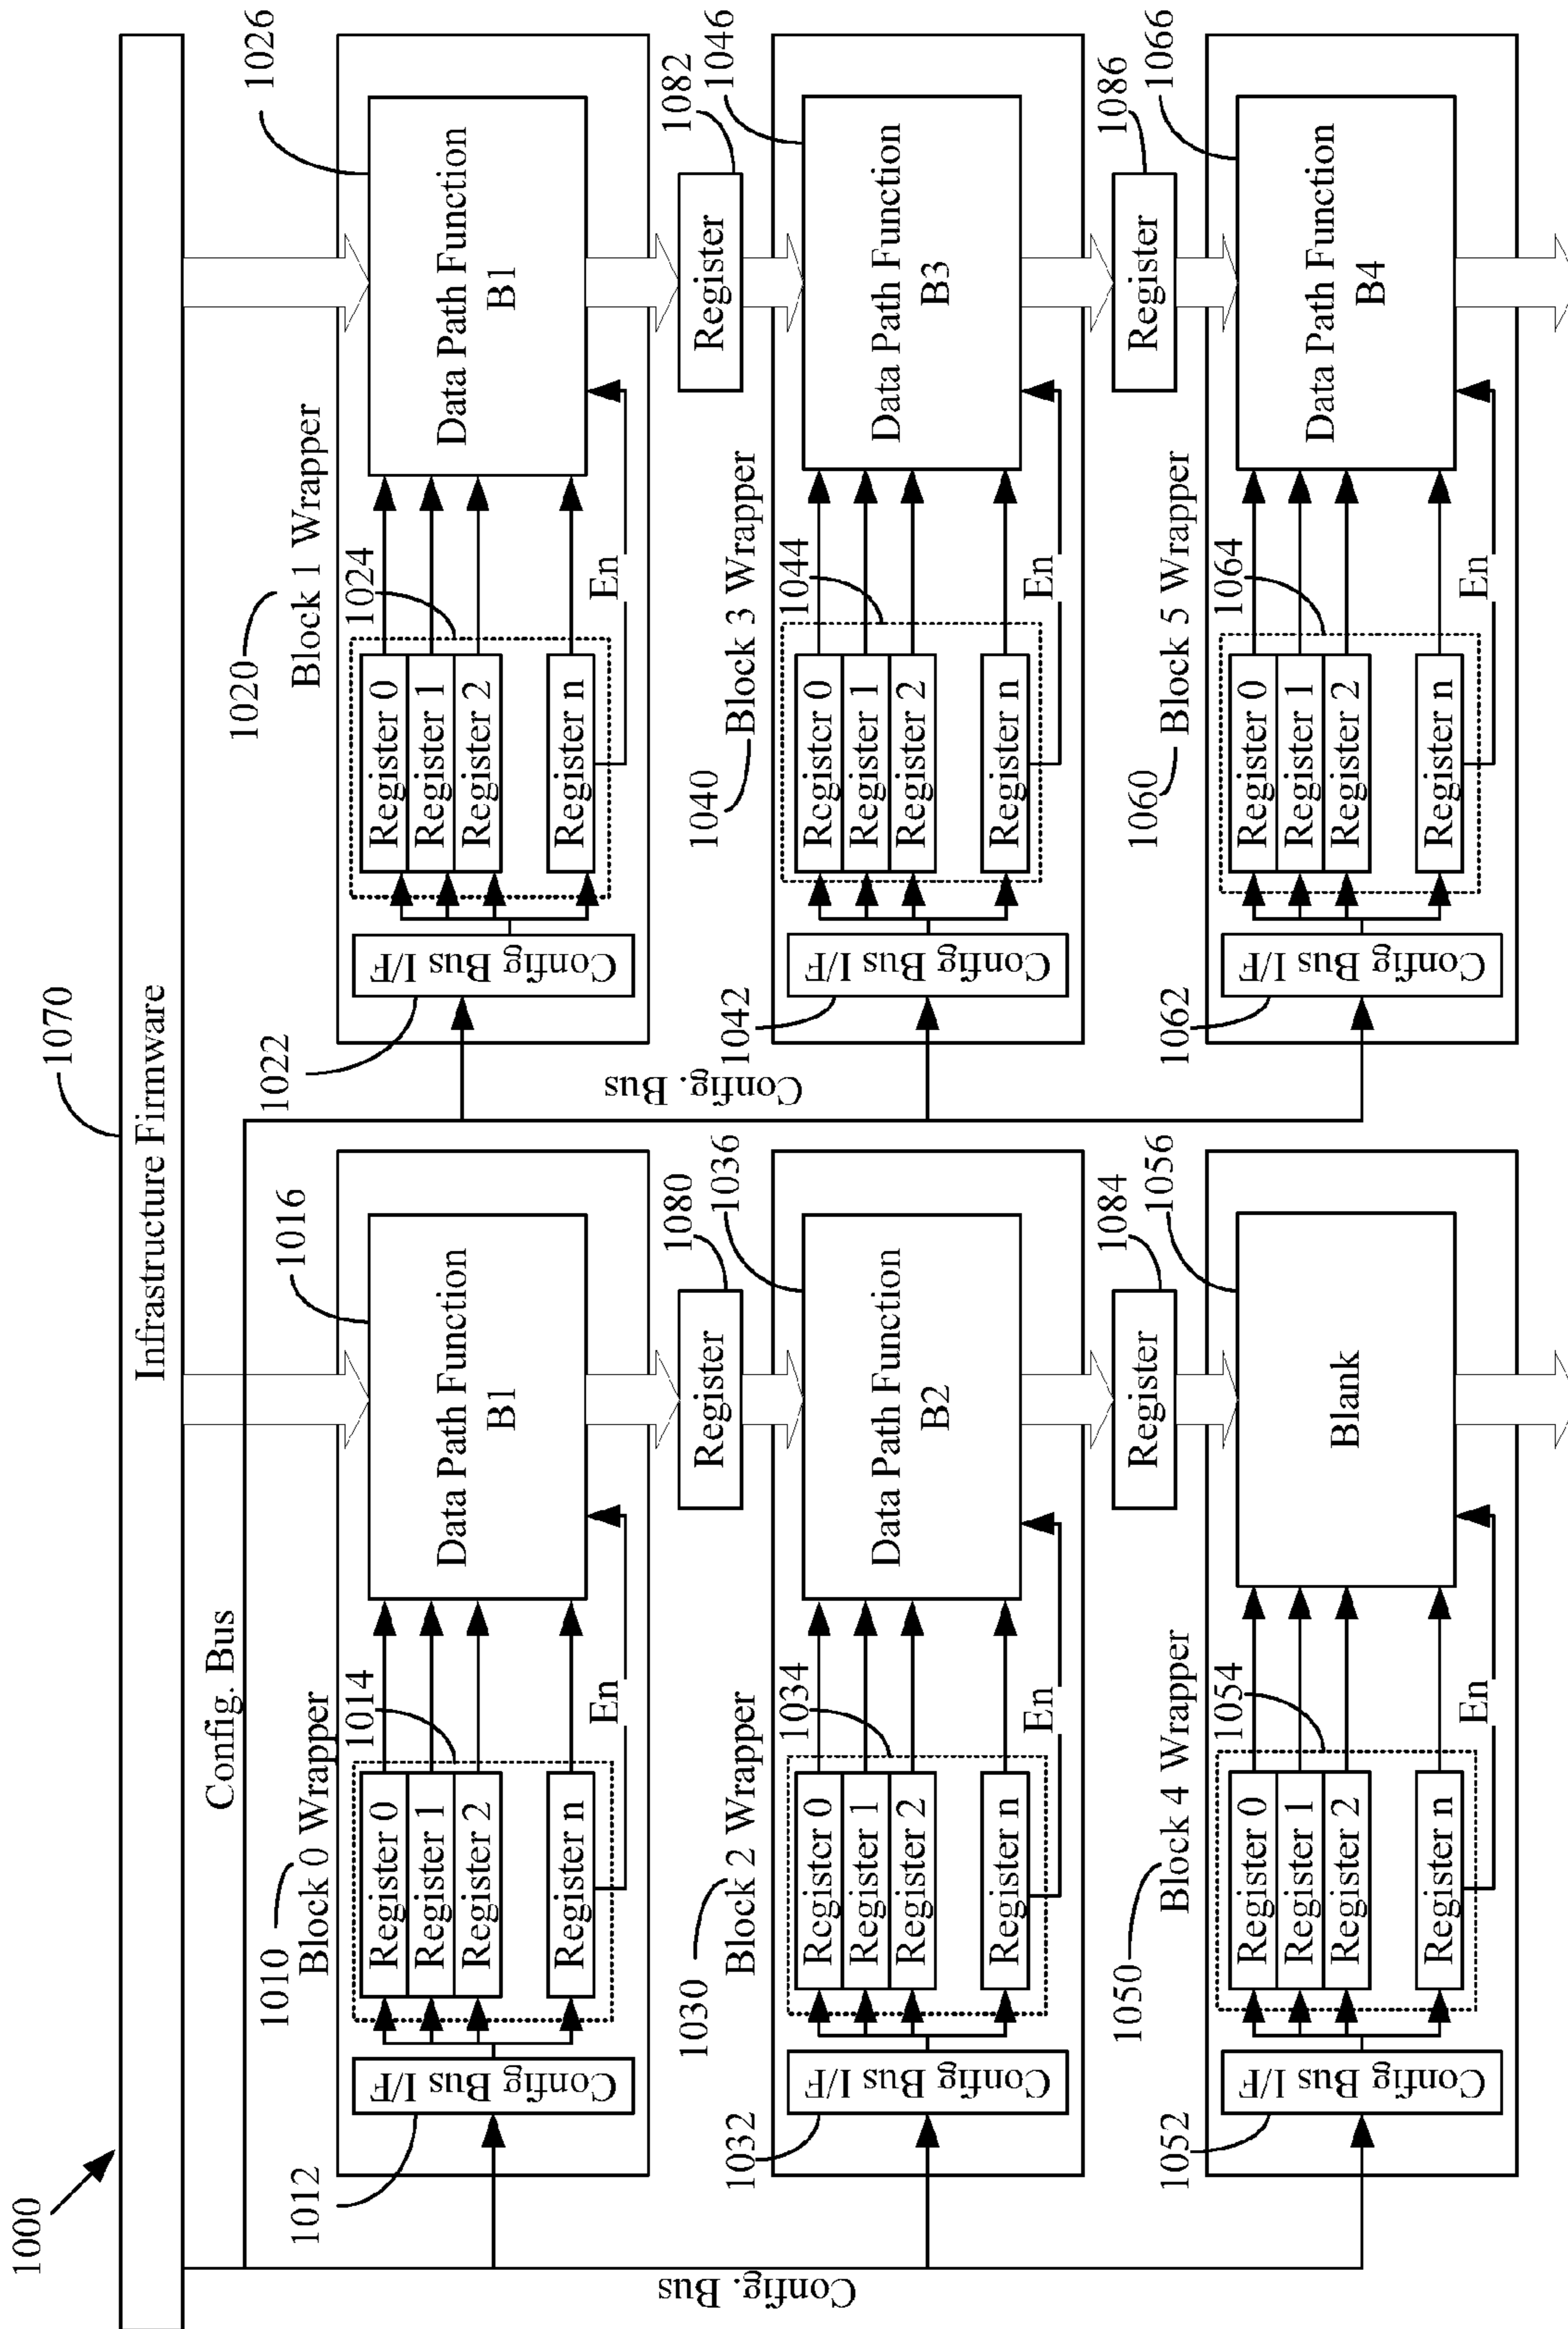 1000
1070
Infrastructure Firmware
Config. Bus
Config. Bus
Config. Bus
1010
Block 0 Wrapper
1012
Config Bus I/F
1014
Register 0
Register 1
Register 2
Register n
En
1016
Data Path Function
B1
1020
Block 1 Wrapper
1022
Config Bus I/F
1024
Register 0
Register 1
Register 2
Register n
En
1026
Data Path Function
B1
1080
Register
1082
Register
1030
Block 2 Wrapper
1032
Config Bus I/F
1034
Register 0
Register 1
Register 2
Register n
En
1036
Data Path Function
B2
1040
Block 3 Wrapper
1042
Config Bus I/F
1044
Register 0
Register 1
Register 2
Register n
En
1046
Data Path Function
B3
1084
Register
1086
Register
1050
Block 4 Wrapper
1052
Config Bus I/F
1054
Register 0
Register 1
Register 2
Register n
En
1056
Blank
1060
Block 5 Wrapper
1062
Config Bus I/F
1064
Register 0
Register 1
Register 2
Register n
En
1066
Data Path Function
B4